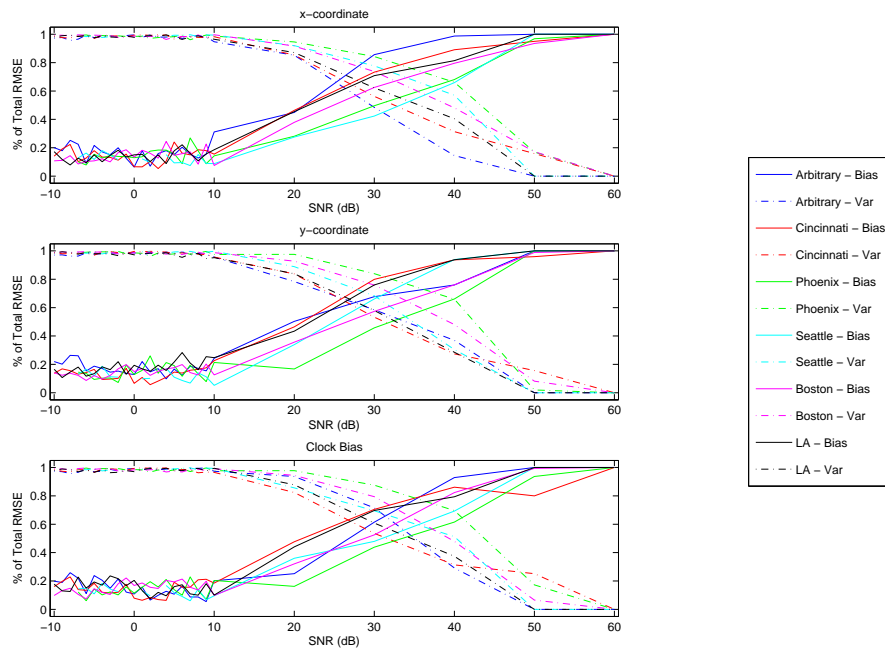 x−coordinate
% of Total RMSE
1
0.8
0.6
0.4
0.2
0
−10
0
10
20
30
40
50
60
SNR (dB)
y−coordinate
% of Total RMSE
1
0.8
0.6
0.4
0.2
0
−10
0
10
20
30
40
50
60
SNR (dB)
Clock Bias
% of Total RMSE
1
0.8
0.6
0.4
0.2
0
−10
0
10
20
30
40
50
60
SNR (dB)
Arbitrary − Bias
Arbitrary − Var
Cincinnati − Bias
Cincinnati − Var
Phoenix − Bias
Phoenix − Var
Seattle − Bias
Seattle − Var
Boston − Bias
Boston − Var
LA − Bias
LA − Var